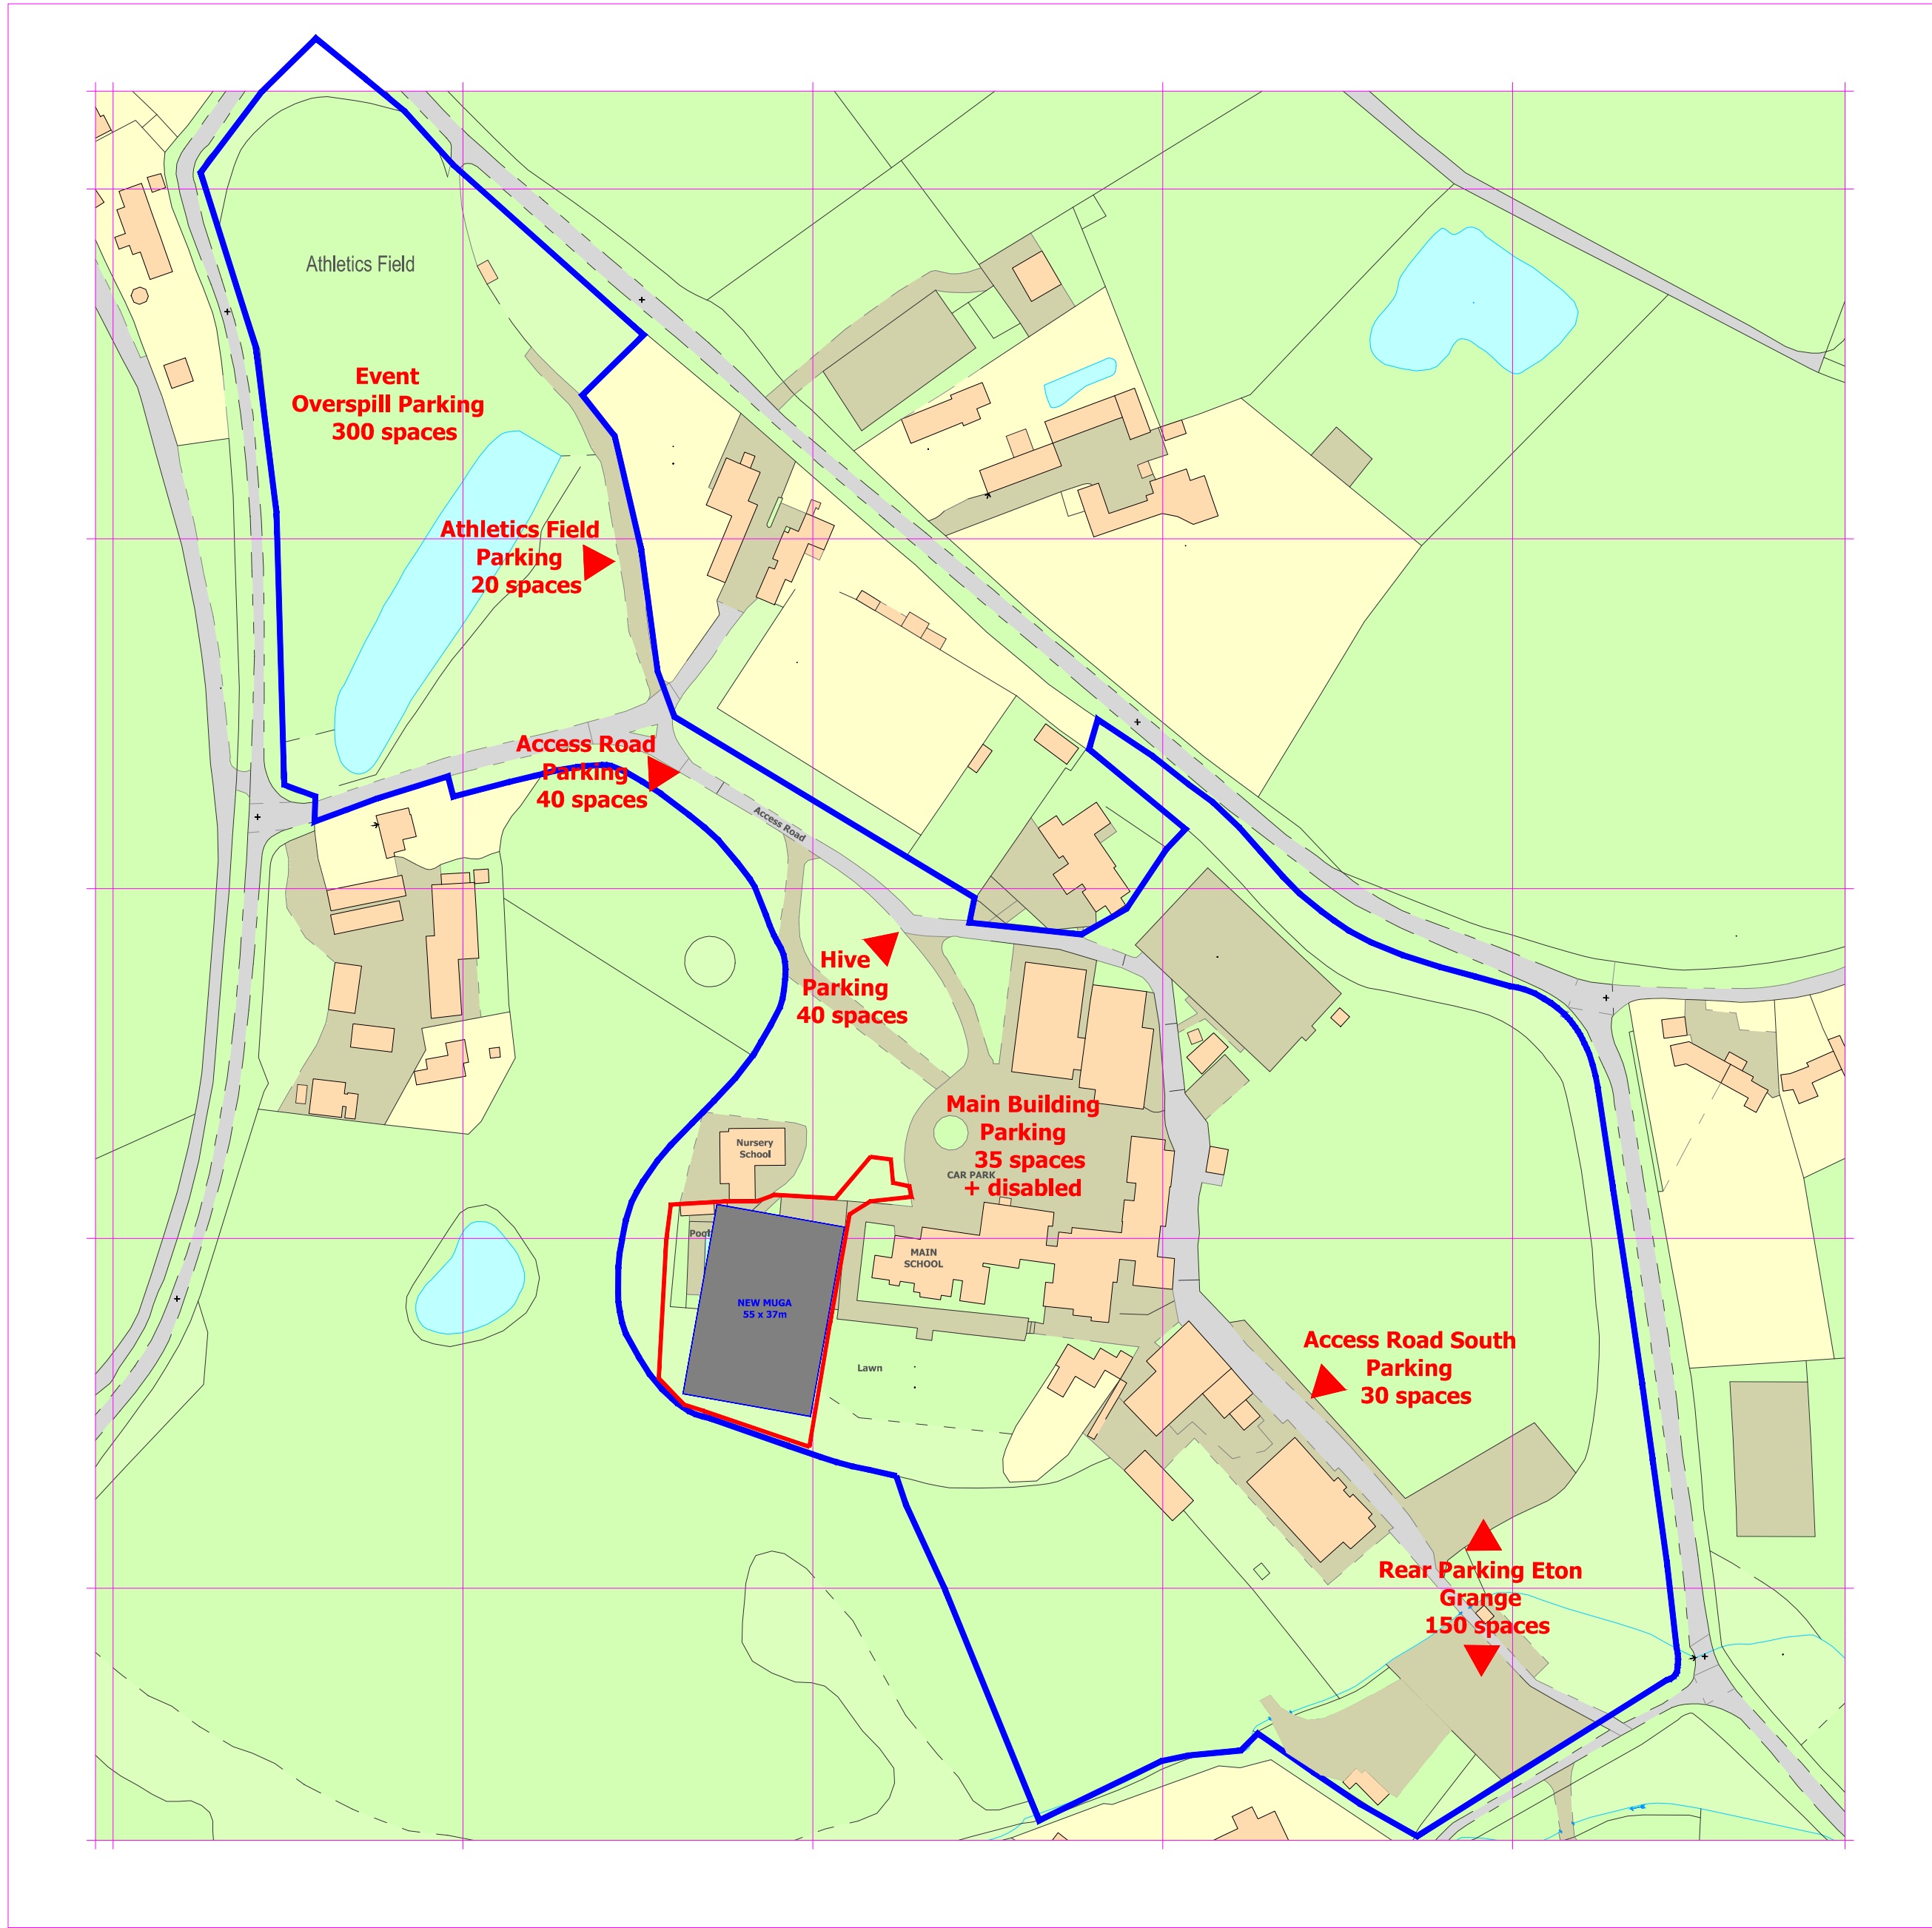 Athletics Field
Event
Overspill Parking
300 spaces
Athletics Field
Parking
20 spaces
Access Road
Parking
40 spaces
Access Road
Hive
Parking
40 spaces
Main Building
Parking
35 spaces
CAR PARK
+ disabled
Nursery
School
Pool
MAIN
SCHOOL
NEW MUGA
55 x 37m
Lawn
Access Road South
Parking
30 spaces
Rear Parking Eton
Grange
150 spaces